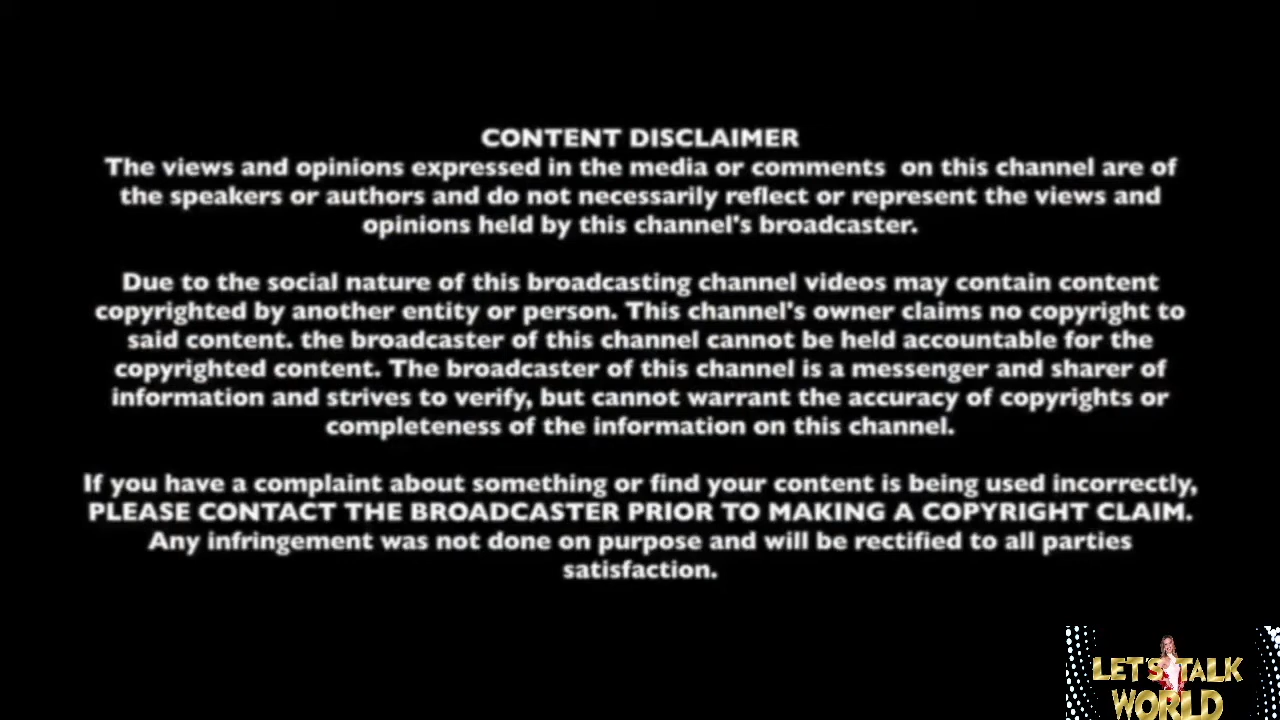 CONTENT DISCLAIMER
The views and opinions expressed in the media or comments  on this channel are of
the speakers or authors and do not necessarily reflect or represent the views and
opinions held by this channel's broadcaster.
Due to the social nature of this broadcasting channel videos may contain content
copyrighted by another entity or person. This channel's owner claims no copyright to
said content. the broadcaster of this channel cannot be held accountable for the
copyrighted content. The broadcaster of this channel is a messenger and sharer of
information and strives to verify, but cannot warrant the accuracy of copyrights or
completeness of the information on this channel.
If you have a complaint about something or find your content is being used incorrectly,
PLEASE CONTACT THE BROADCASTER PRIOR TO MAKING A COPYRIGHT CLAIM.
Any infringement was not done on purpose and will be rectified to all parties
satisfaction.
LET'S TALK
WORLD